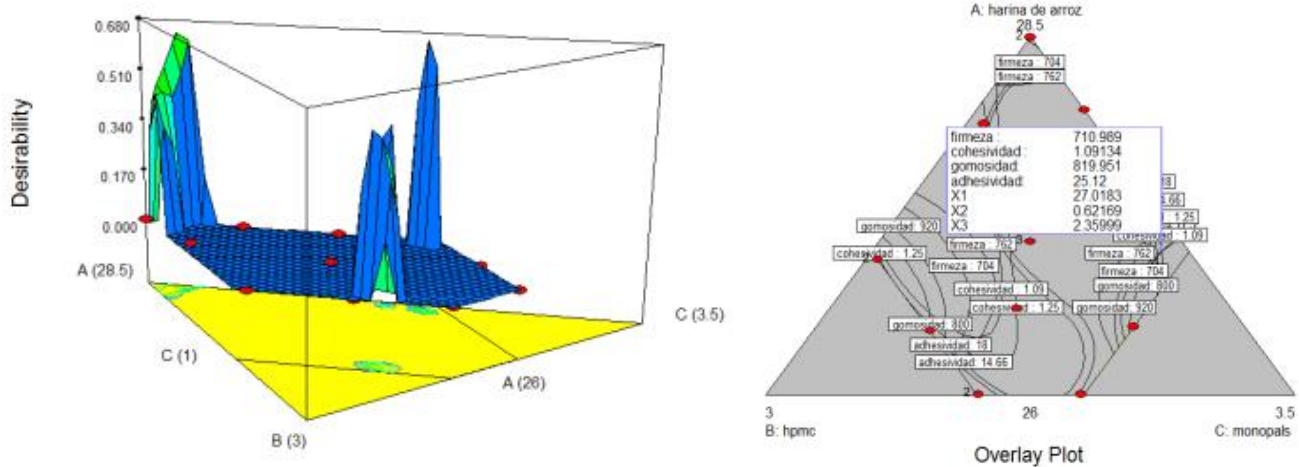 0.680
0.510
0.340
0.170
0.000
Desirability
A (28.5)
C (1)
B (3)
A (26)
C (3.5)
A: harina de arroz
28.5
2
firmeza : 704
firmeza : 762
firmeza : 710.989
cohesividad : 1.09134
gomosidad: 819.951
adhesividad: 25.12
X1 27.0183
X2 0.62169
X3 2.35999
gomosidad: 920
cohesividad : 1.25
firmeza : 762
firmeza : 704
cohesividad : 1.09
cohesividad : 1.25
gomosidad: 800
adhesividad: 18
adhesividad: 14.66
: 1.25
cohesividad : 1.09
firmeza : 762
firmeza : 704
gomosidad: 800
gomosidad: 920
2
3
26
3.5
B: hpmc
C: monopals
Overlay Plot